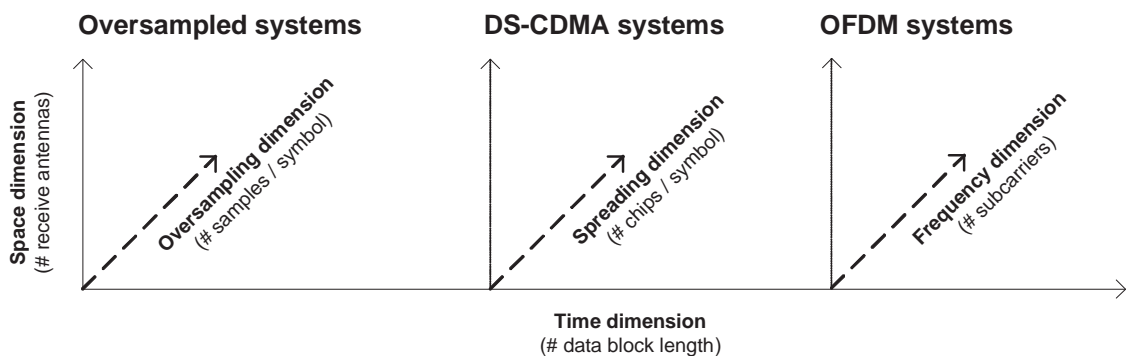 Oversampled systems
DS-CDMA systems
OFDM systems
Space dimension
(# receive antennas)
Oversampling dimension
(# samples / symbol)
Spreading dimension
(# chips / symbol)
Frequency dimension
(# subcarriers)
Time dimension
(# data block length)